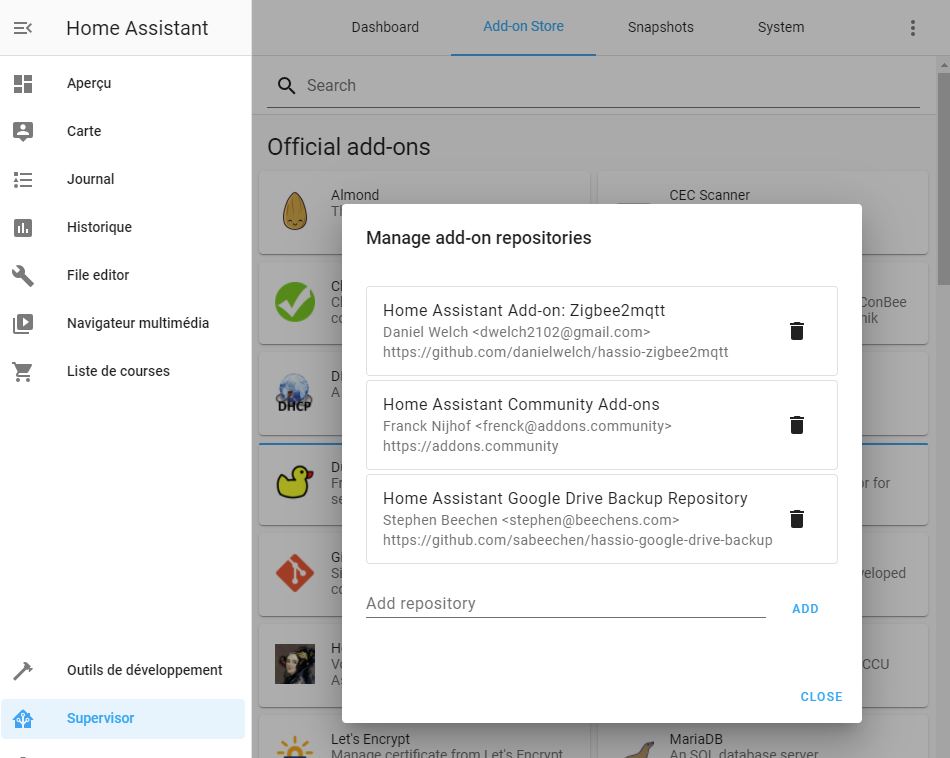 Home Assistant
Dashboard
Add-on Store
Snapshots
System
Aperçu
Carte
Journal
Historique
File editor
Navigateur multimédia
Liste de courses
Outils de développement
Supervisor
Search
Official add-ons
Almond
CEC Scanner
ConBee
DHCP
or for
veloped
CCU
Let's Encrypt
Manage certificate from Let's Encrypt
MariaDB
An SQL database server
Manage add-on repositories
Home Assistant Add-on: Zigbee2mqtt
Daniel Welch <dwelch2102@gmail.com>
https://github.com/danielwelch/hassio-zigbee2mqtt
Home Assistant Community Add-ons
Franck Nijhof <frenck@addons.community>
https://addons.community
Home Assistant Google Drive Backup Repository
Stephen Beechen <stephen@beechens.com>
https://github.com/sabeechen/hassio-google-drive-backup
Add repository
ADD
CLOSE